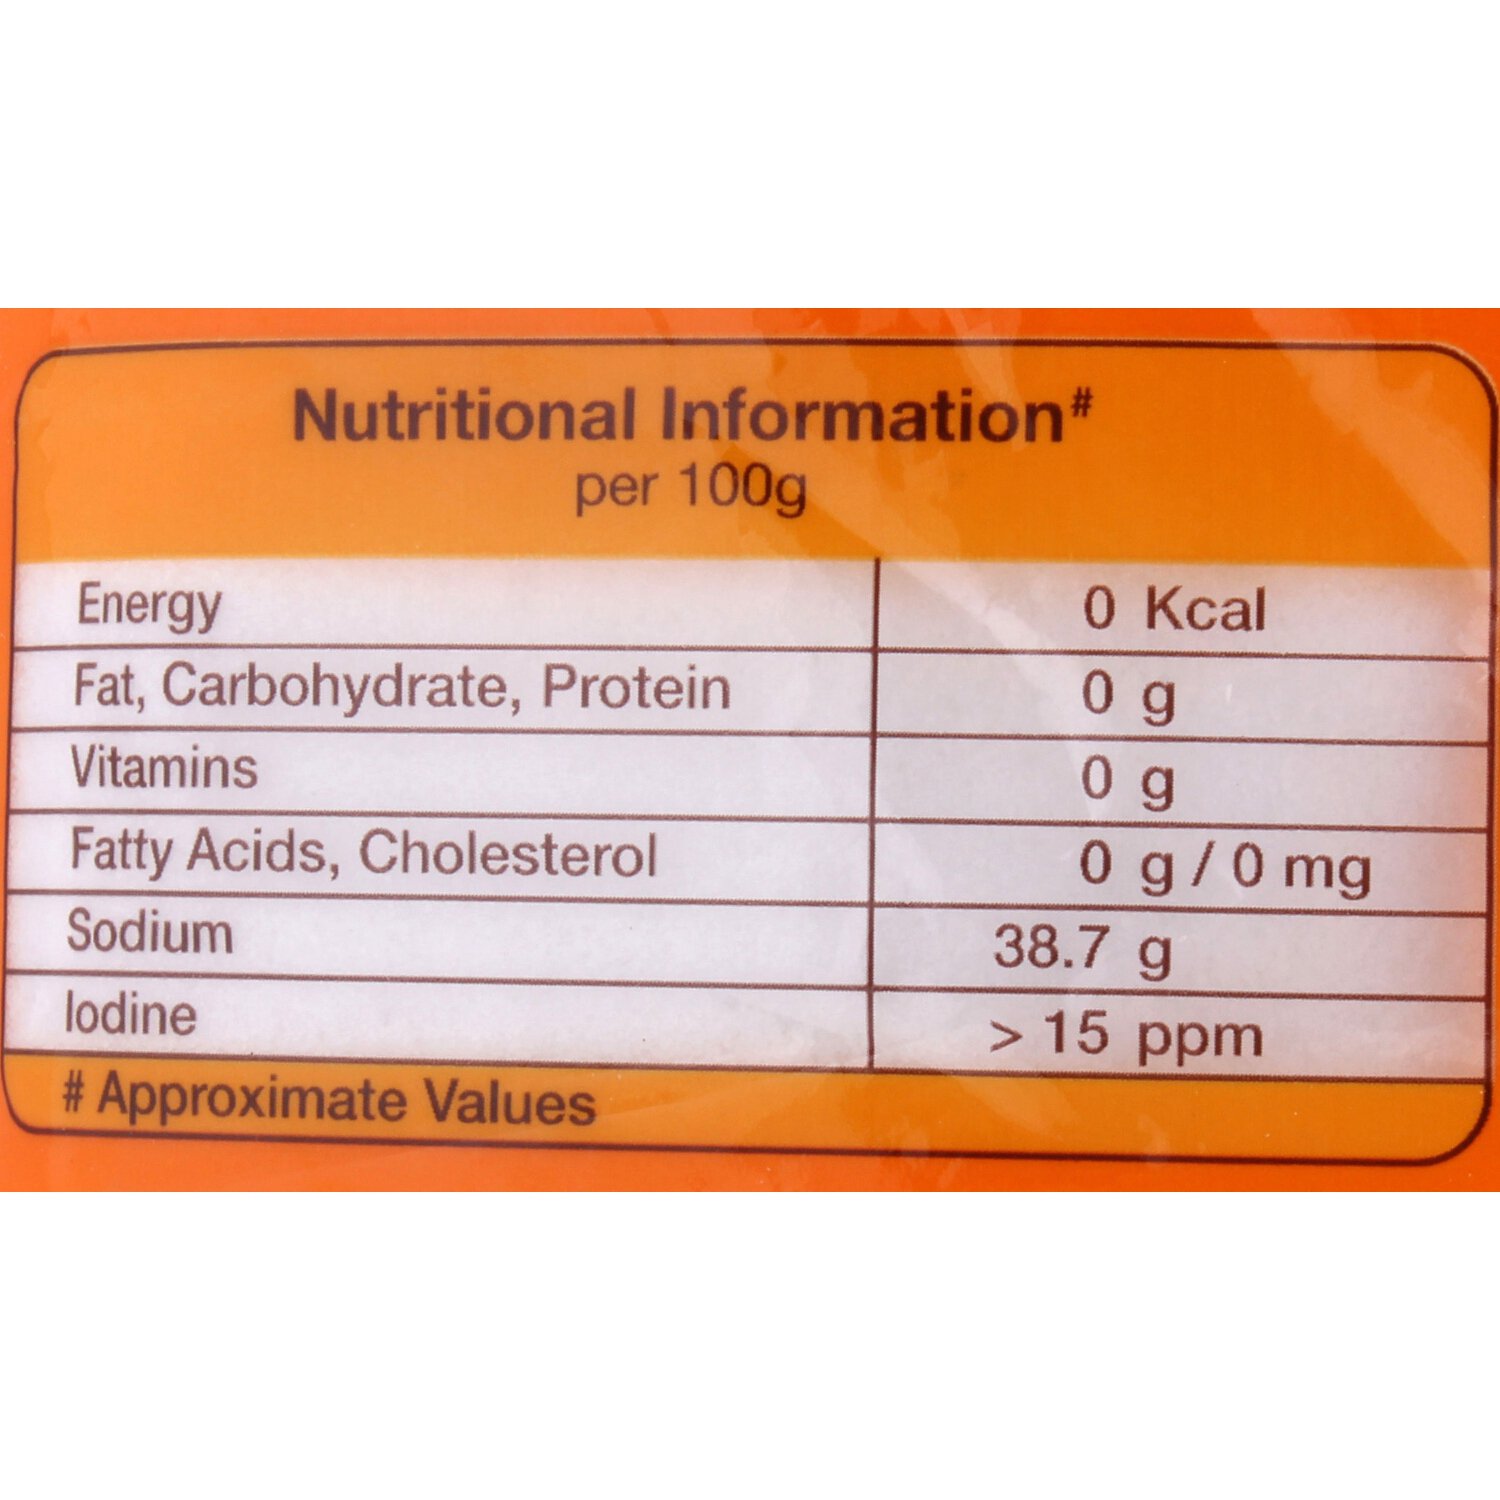 Nutritional Information#
per 100g
Energy 0 Kcal
Fat, Carbohydrate, Protein 0 g
Vitamins 0 g
Fatty Acids, Cholesterol 0 g / 0 mg
Sodium 38.7 g
Iodine > 15 ppm
# Approximate Values